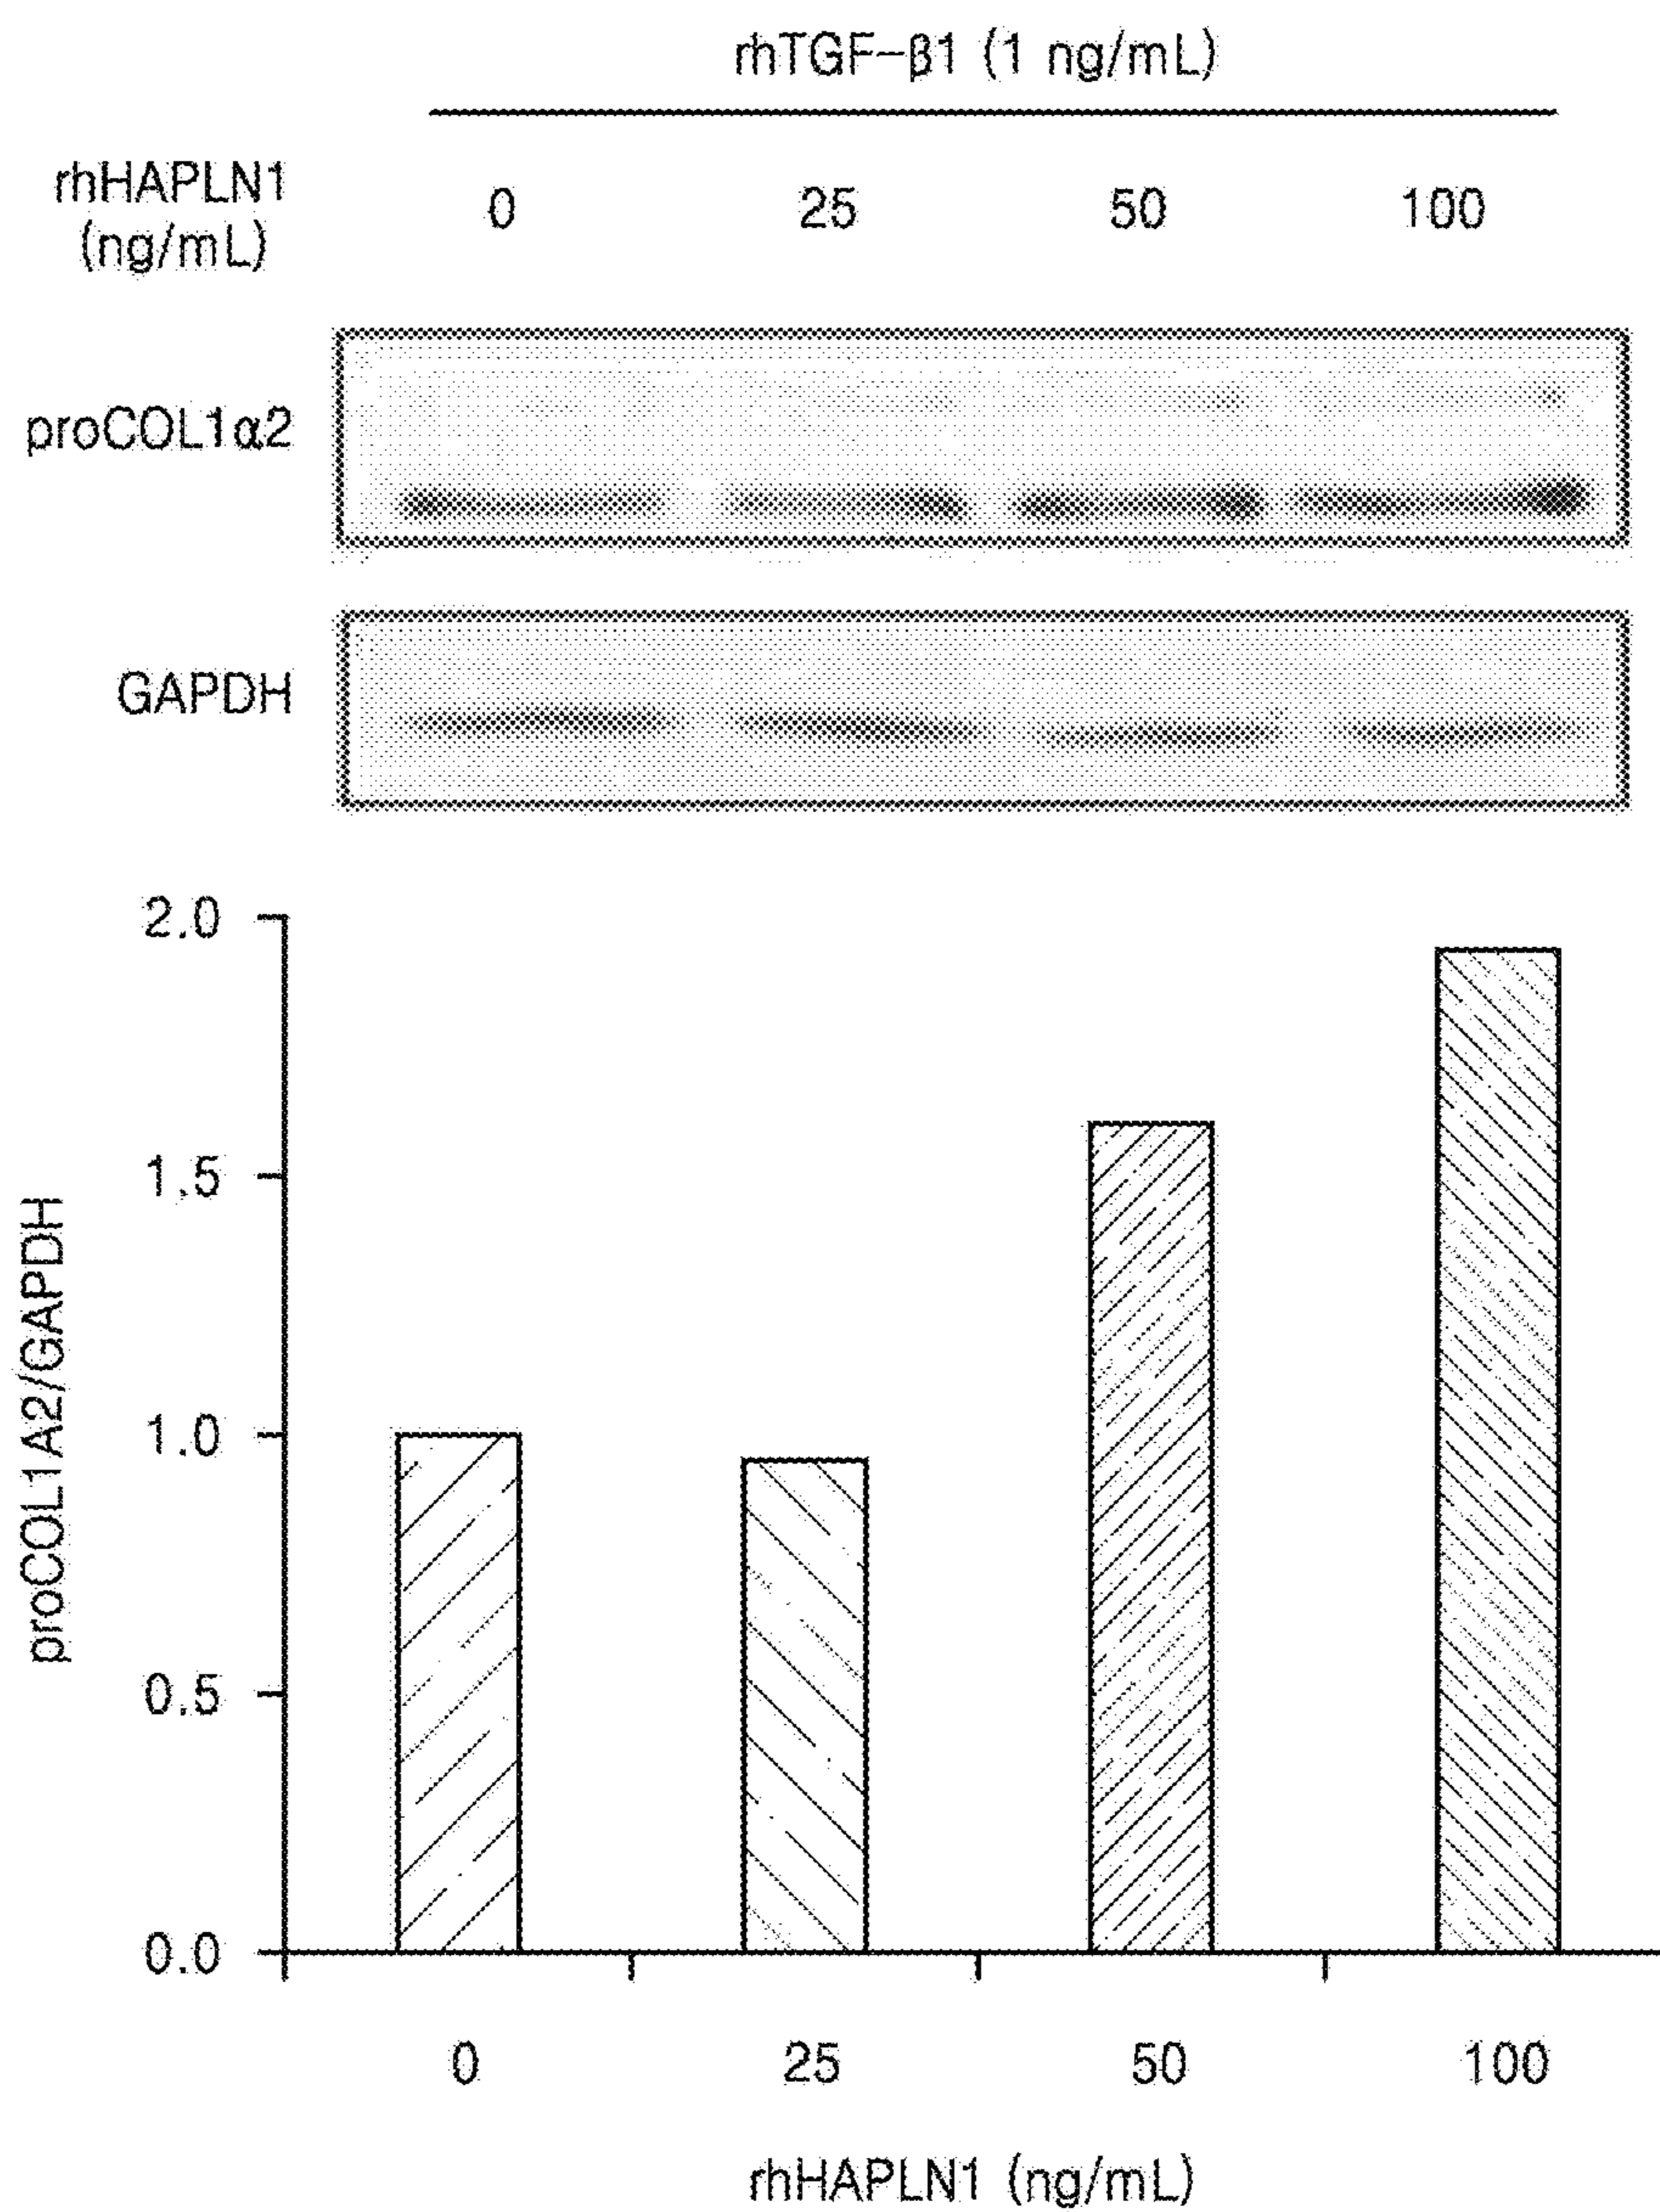 rhTGF-β1 (1 ng/mL)
rhHAPLN1
(ng/mL)
0 25 50 100
proCOL1α2
GAPDH
2.0
1.5
1.0
0.5
0.0
proCOL1A2/GAPDH
0 25 50 100
rhHAPLN1 (ng/mL)